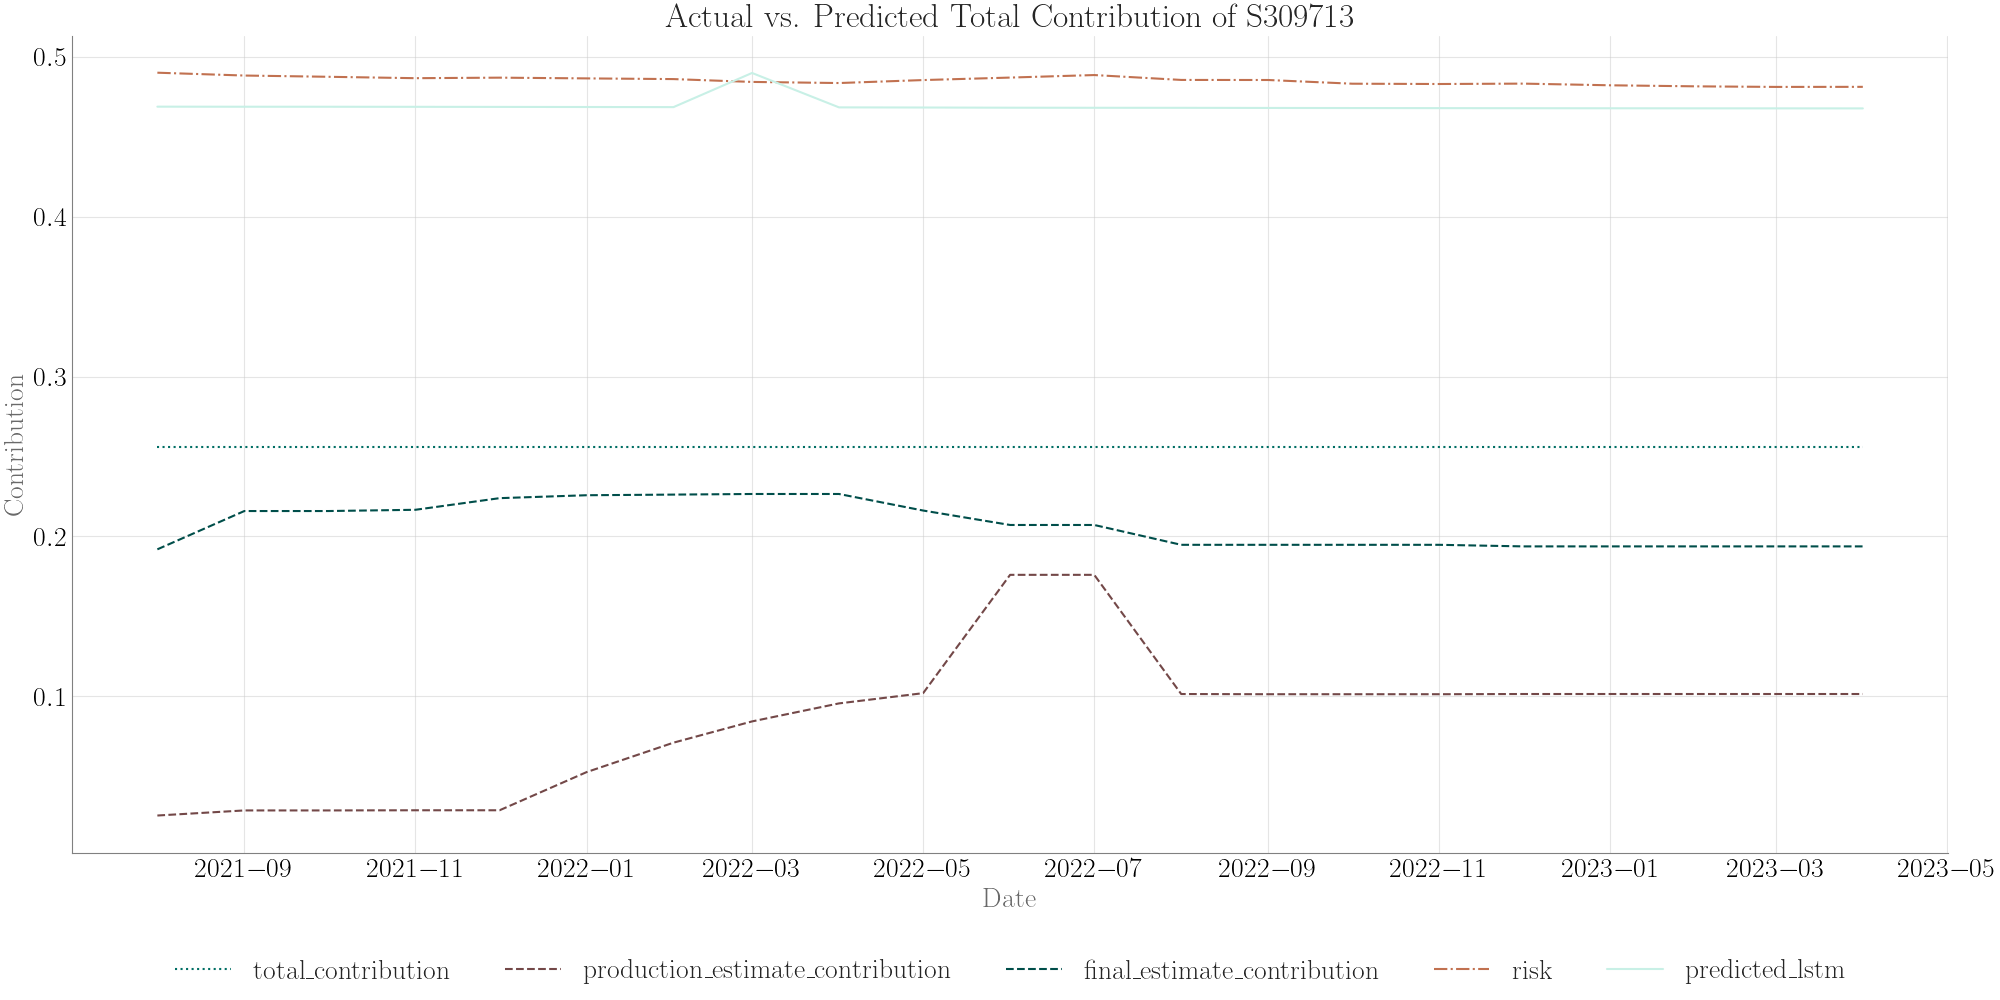 Actual vs. Predicted Total Contribution of S309713
0.5
0.4
0.3
0.2
0.1
Contribution
2021−09 2021−11 2022−01 2022−03 2022−05 2022−07 2022−09 2022−11 2023−01 2023−03 2023−05
Date
total_contribution production_estimate_contribution final_estimate_contribution risk predicted_lstm